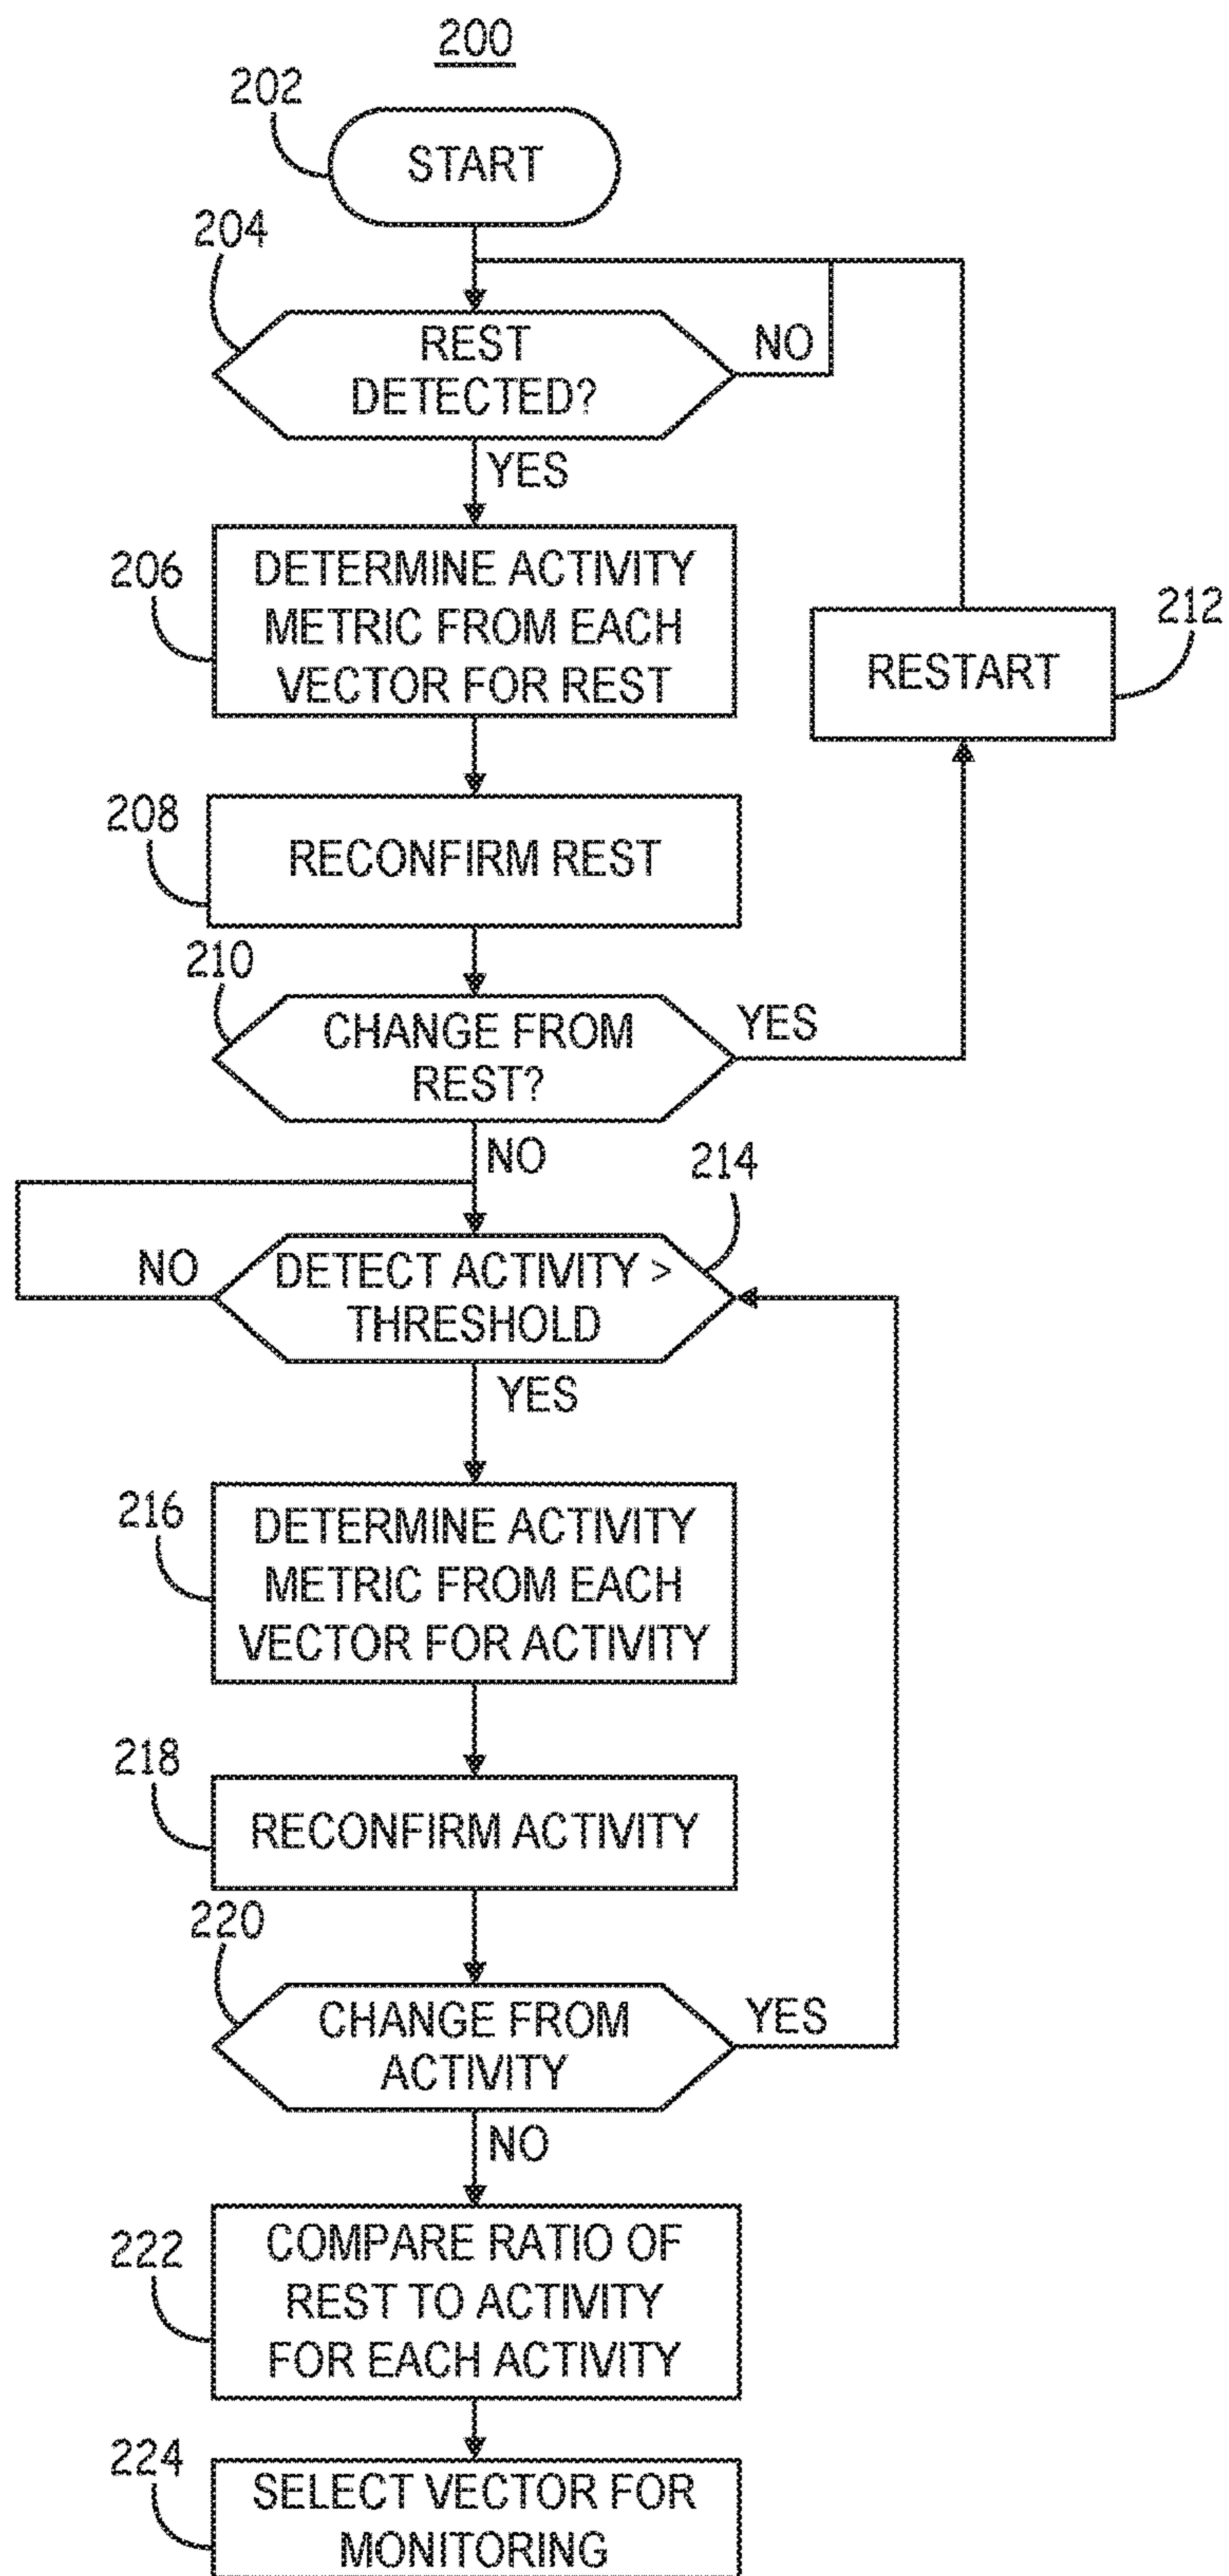 200
202
START
204
REST
DETECTED?
NO
YES
206
DETERMINE ACTIVITY
METRIC FROM EACH
VECTOR FOR REST
212
RESTART
208
RECONFIRM REST
210
CHANGE FROM
REST?
YES
NO
214
NO
DETECT ACTIVITY >
THRESHOLD
YES
216
DETERMINE ACTIVITY
METRIC FROM EACH
VECTOR FOR ACTIVITY
218
RECONFIRM ACTIVITY
220
CHANGE FROM
ACTIVITY
YES
NO
222
COMPARE RATIO OF
REST TO ACTIVITY
FOR EACH ACTIVITY
224
SELECT VECTOR FOR
MONITORING